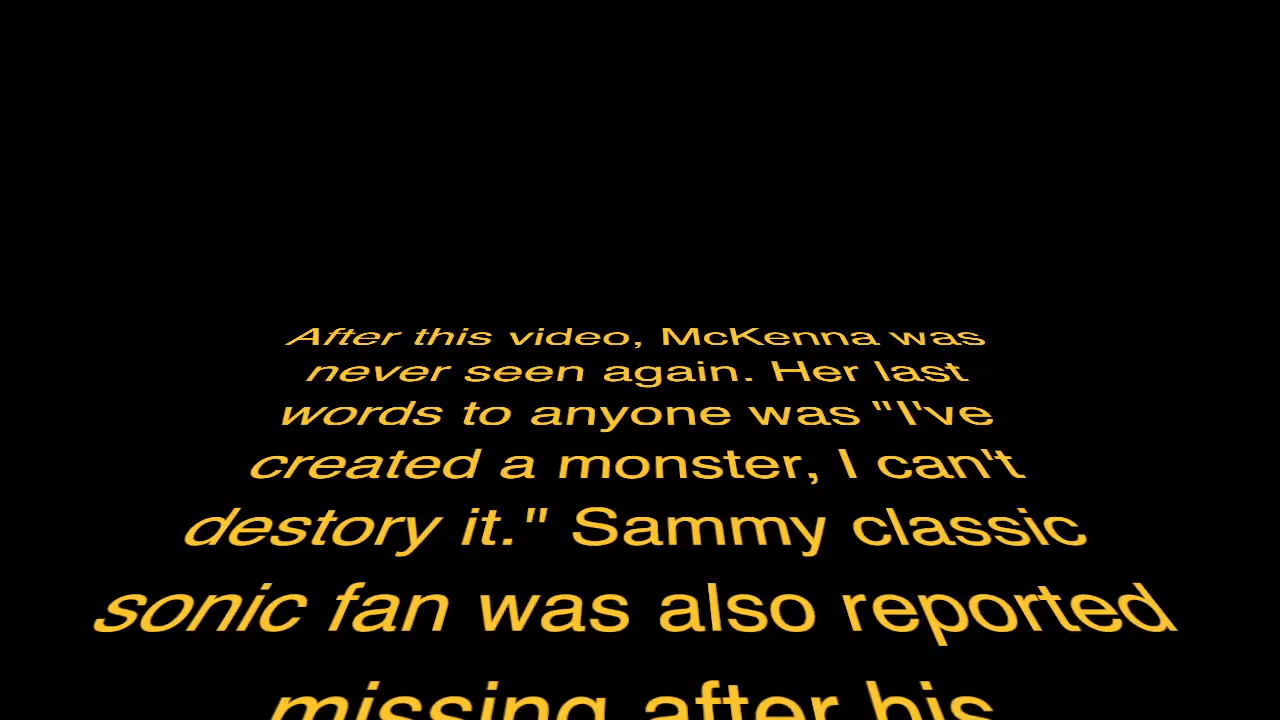 After this video, McKenna was
never seen again. Her last
words to anyone was "I've
created a monster, I can't
destory it." Sammy classic
sonic fan was also reported
missing after his